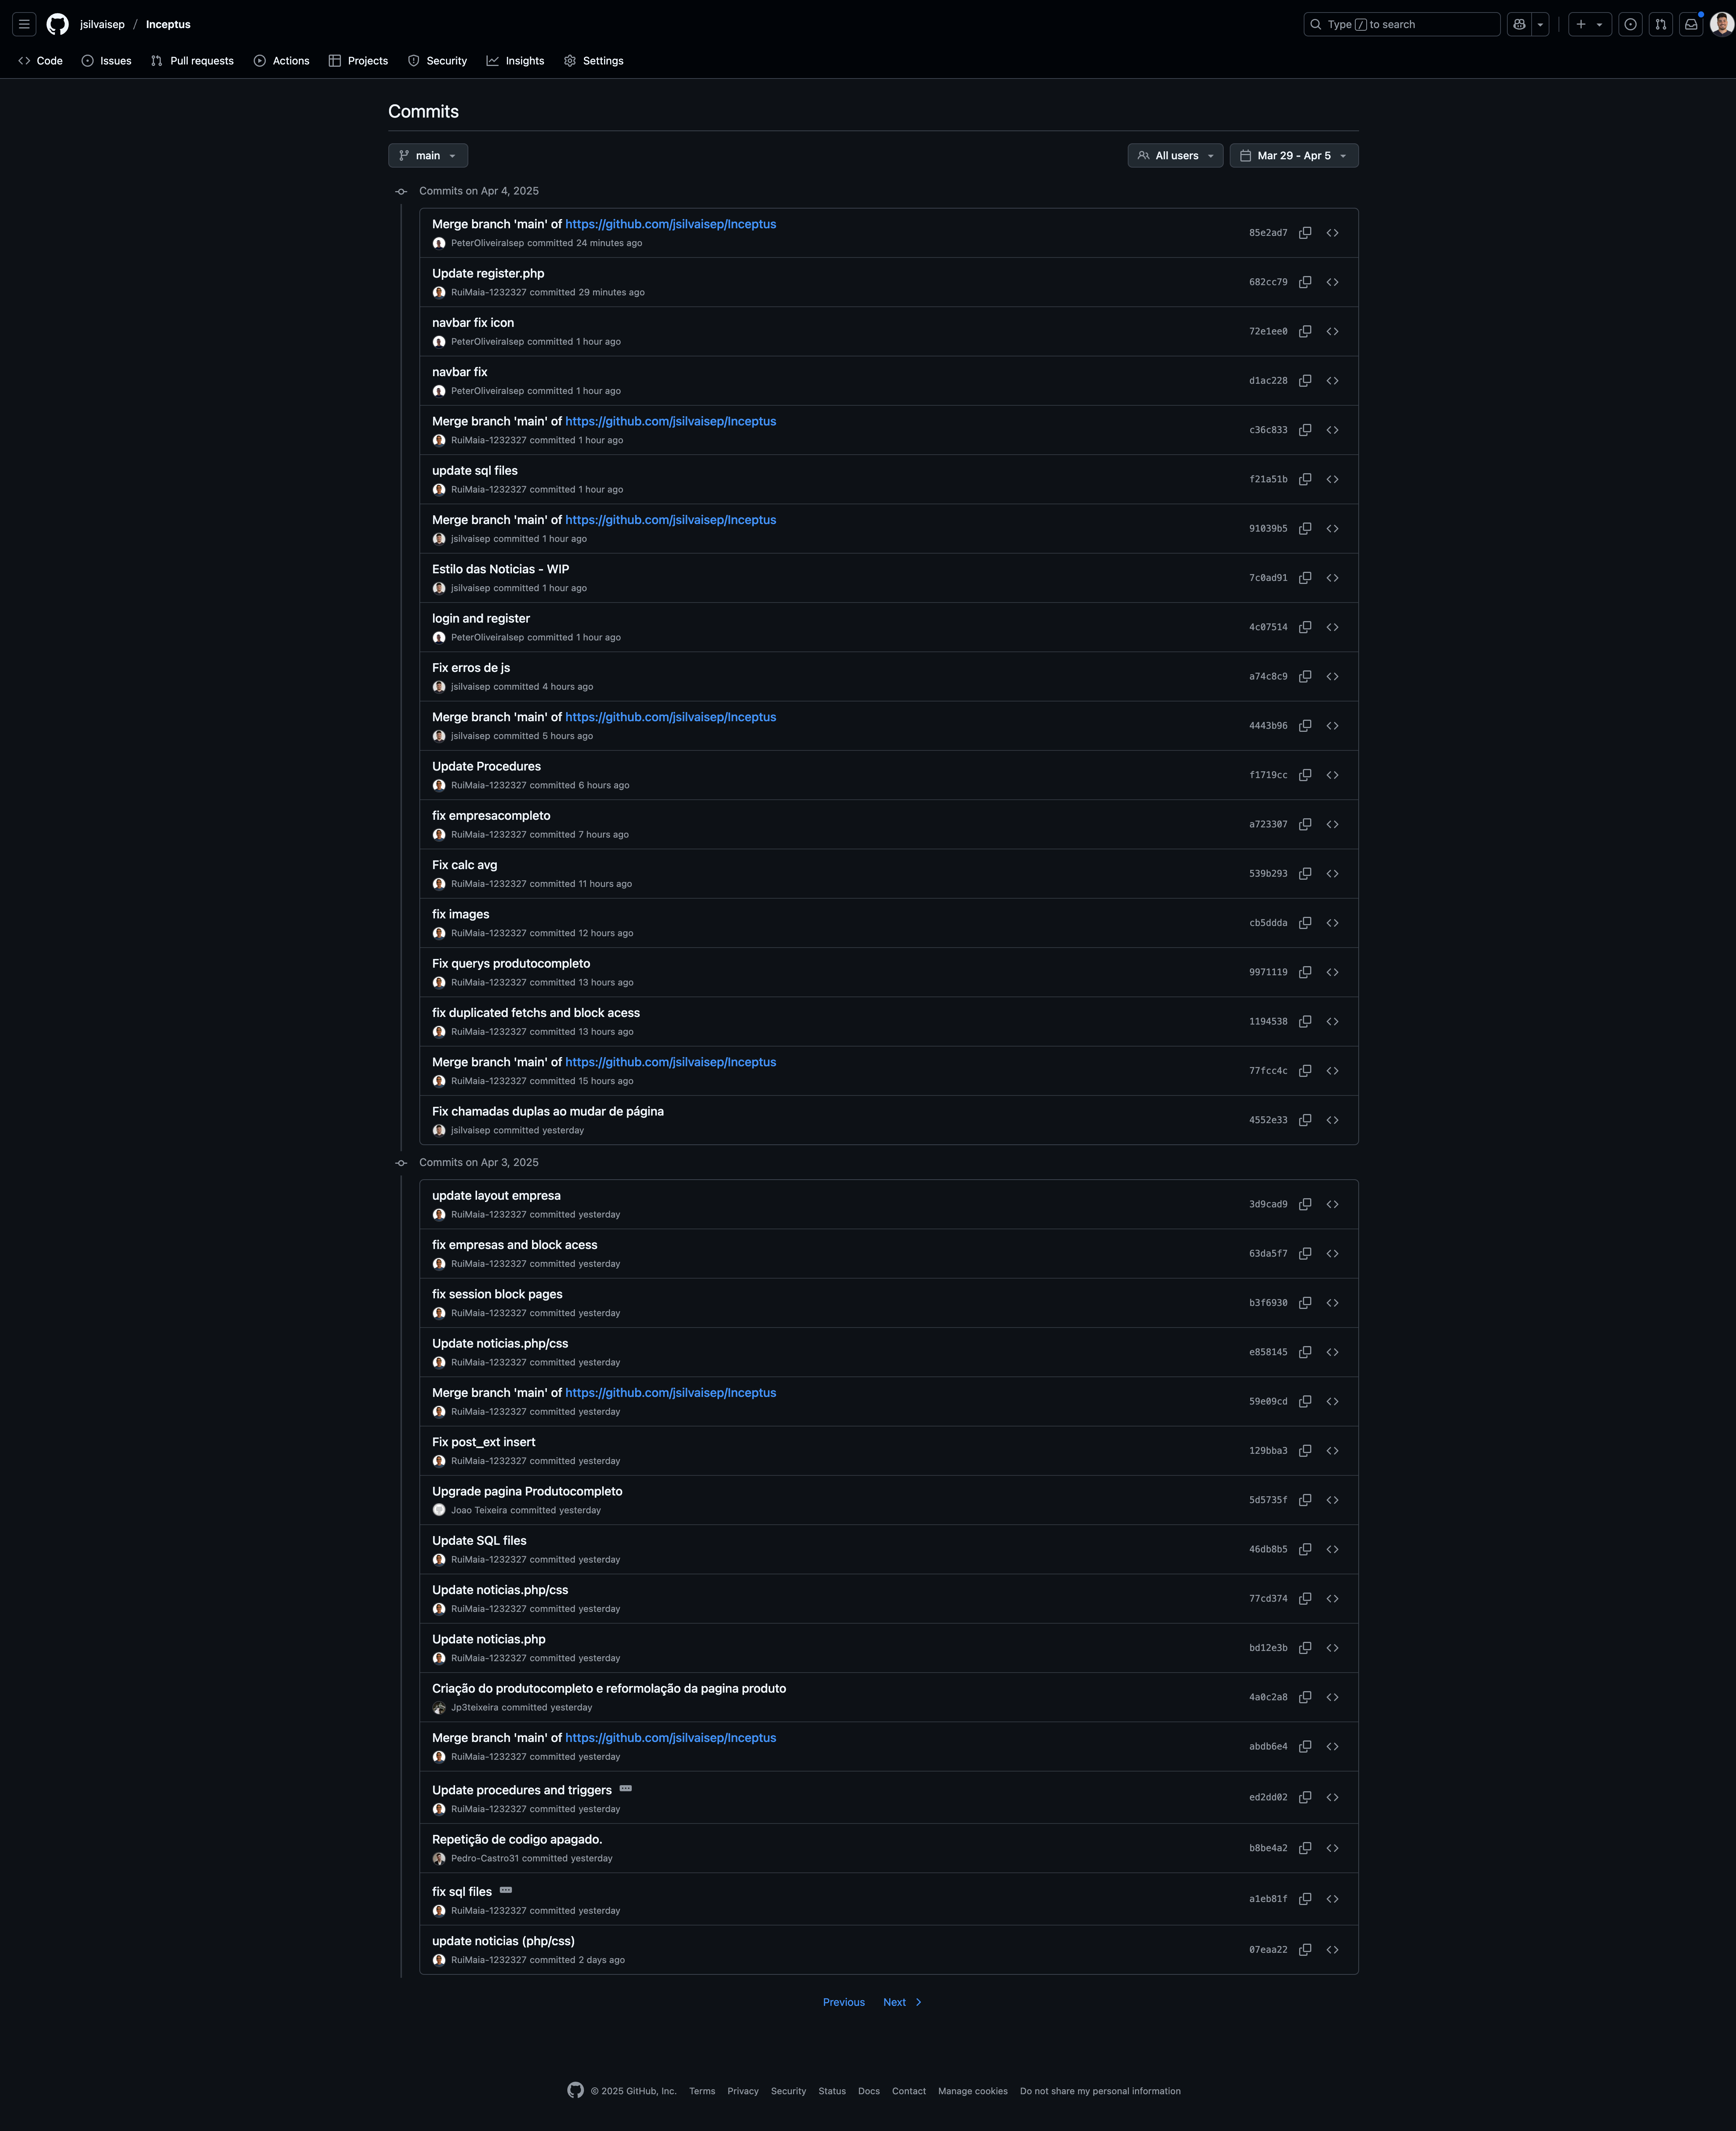 jsilvaisep / Inceptus
Type / to search
Code Issues Pull requests Actions Projects Security Insights Settings
Commits
main All users Mar 29 - Apr 5
Commits on Apr 4, 2025
Merge branch 'main' of https://github.com/jsilvaisep/Inceptus
PeterOliveiraIsep committed 24 minutes ago
85e2ad7
Update register.php
RuiMaia-1232327 committed 29 minutes ago
682cc79
navbar fix icon
PeterOliveiraIsep committed 1 hour ago
72e1ee0
navbar fix
PeterOliveiraIsep committed 1 hour ago
d1ac228
Merge branch 'main' of https://github.com/jsilvaisep/Inceptus
RuiMaia-1232327 committed 1 hour ago
c36c833
update sql files
RuiMaia-1232327 committed 1 hour ago
f21a51b
Merge branch 'main' of https://github.com/jsilvaisep/Inceptus
jsilvaisep committed 1 hour ago
91039b5
Estilo das Noticias - WIP
jsilvaisep committed 1 hour ago
7c0ad91
login and register
PeterOliveiraIsep committed 1 hour ago
4c07514
Fix erros de js
jsilvaisep committed 4 hours ago
a74c8c9
Merge branch 'main' of https://github.com/jsilvaisep/Inceptus
jsilvaisep committed 5 hours ago
4443b96
Update Procedures
RuiMaia-1232327 committed 6 hours ago
f1719cc
fix empresacompleto
RuiMaia-1232327 committed 7 hours ago
a723307
Fix calc avg
RuiMaia-1232327 committed 11 hours ago
539b293
fix images
RuiMaia-1232327 committed 12 hours ago
cb5ddda
Fix querys produtocompleto
RuiMaia-1232327 committed 13 hours ago
9971119
fix duplicated fetchs and block acess
RuiMaia-1232327 committed 13 hours ago
1194538
Merge branch 'main' of https://github.com/jsilvaisep/Inceptus
RuiMaia-1232327 committed 15 hours ago
77fcc4c
Fix chamadas duplas ao mudar de página
jsilvaisep committed yesterday
4552e33
Commits on Apr 3, 2025
update layout empresa
RuiMaia-1232327 committed yesterday
3d9cad9
fix empresas and block acess
RuiMaia-1232327 committed yesterday
63da5f7
fix session block pages
RuiMaia-1232327 committed yesterday
b3f6930
Update noticias.php/css
RuiMaia-1232327 committed yesterday
e858145
Merge branch 'main' of https://github.com/jsilvaisep/Inceptus
RuiMaia-1232327 committed yesterday
59e09cd
Fix post_ext insert
RuiMaia-1232327 committed yesterday
129bba3
Upgrade pagina Produtocompleto
Joao Teixeira committed yesterday
5d5735f
Update SQL files
RuiMaia-1232327 committed yesterday
46db8b5
Update noticias.php/css
RuiMaia-1232327 committed yesterday
77cd374
Update noticias.php
RuiMaia-1232327 committed yesterday
bd12e3b
Criação do produtocompleto e reformolação da pagina produto
Jp3teixeira committed yesterday
4a0c2a8
Merge branch 'main' of https://github.com/jsilvaisep/Inceptus
RuiMaia-1232327 committed yesterday
abdb6e4
Update procedures and triggers
RuiMaia-1232327 committed yesterday
ed2dd02
Repetição de codigo apagado.
Pedro-Castro31 committed yesterday
b8be4a2
fix sql files
RuiMaia-1232327 committed yesterday
a1eb81f
update noticias (php/css)
RuiMaia-1232327 committed 2 days ago
07eaa22
Previous Next
© 2025 GitHub, Inc. Terms Privacy Security Status Docs Contact Manage cookies Do not share my personal information